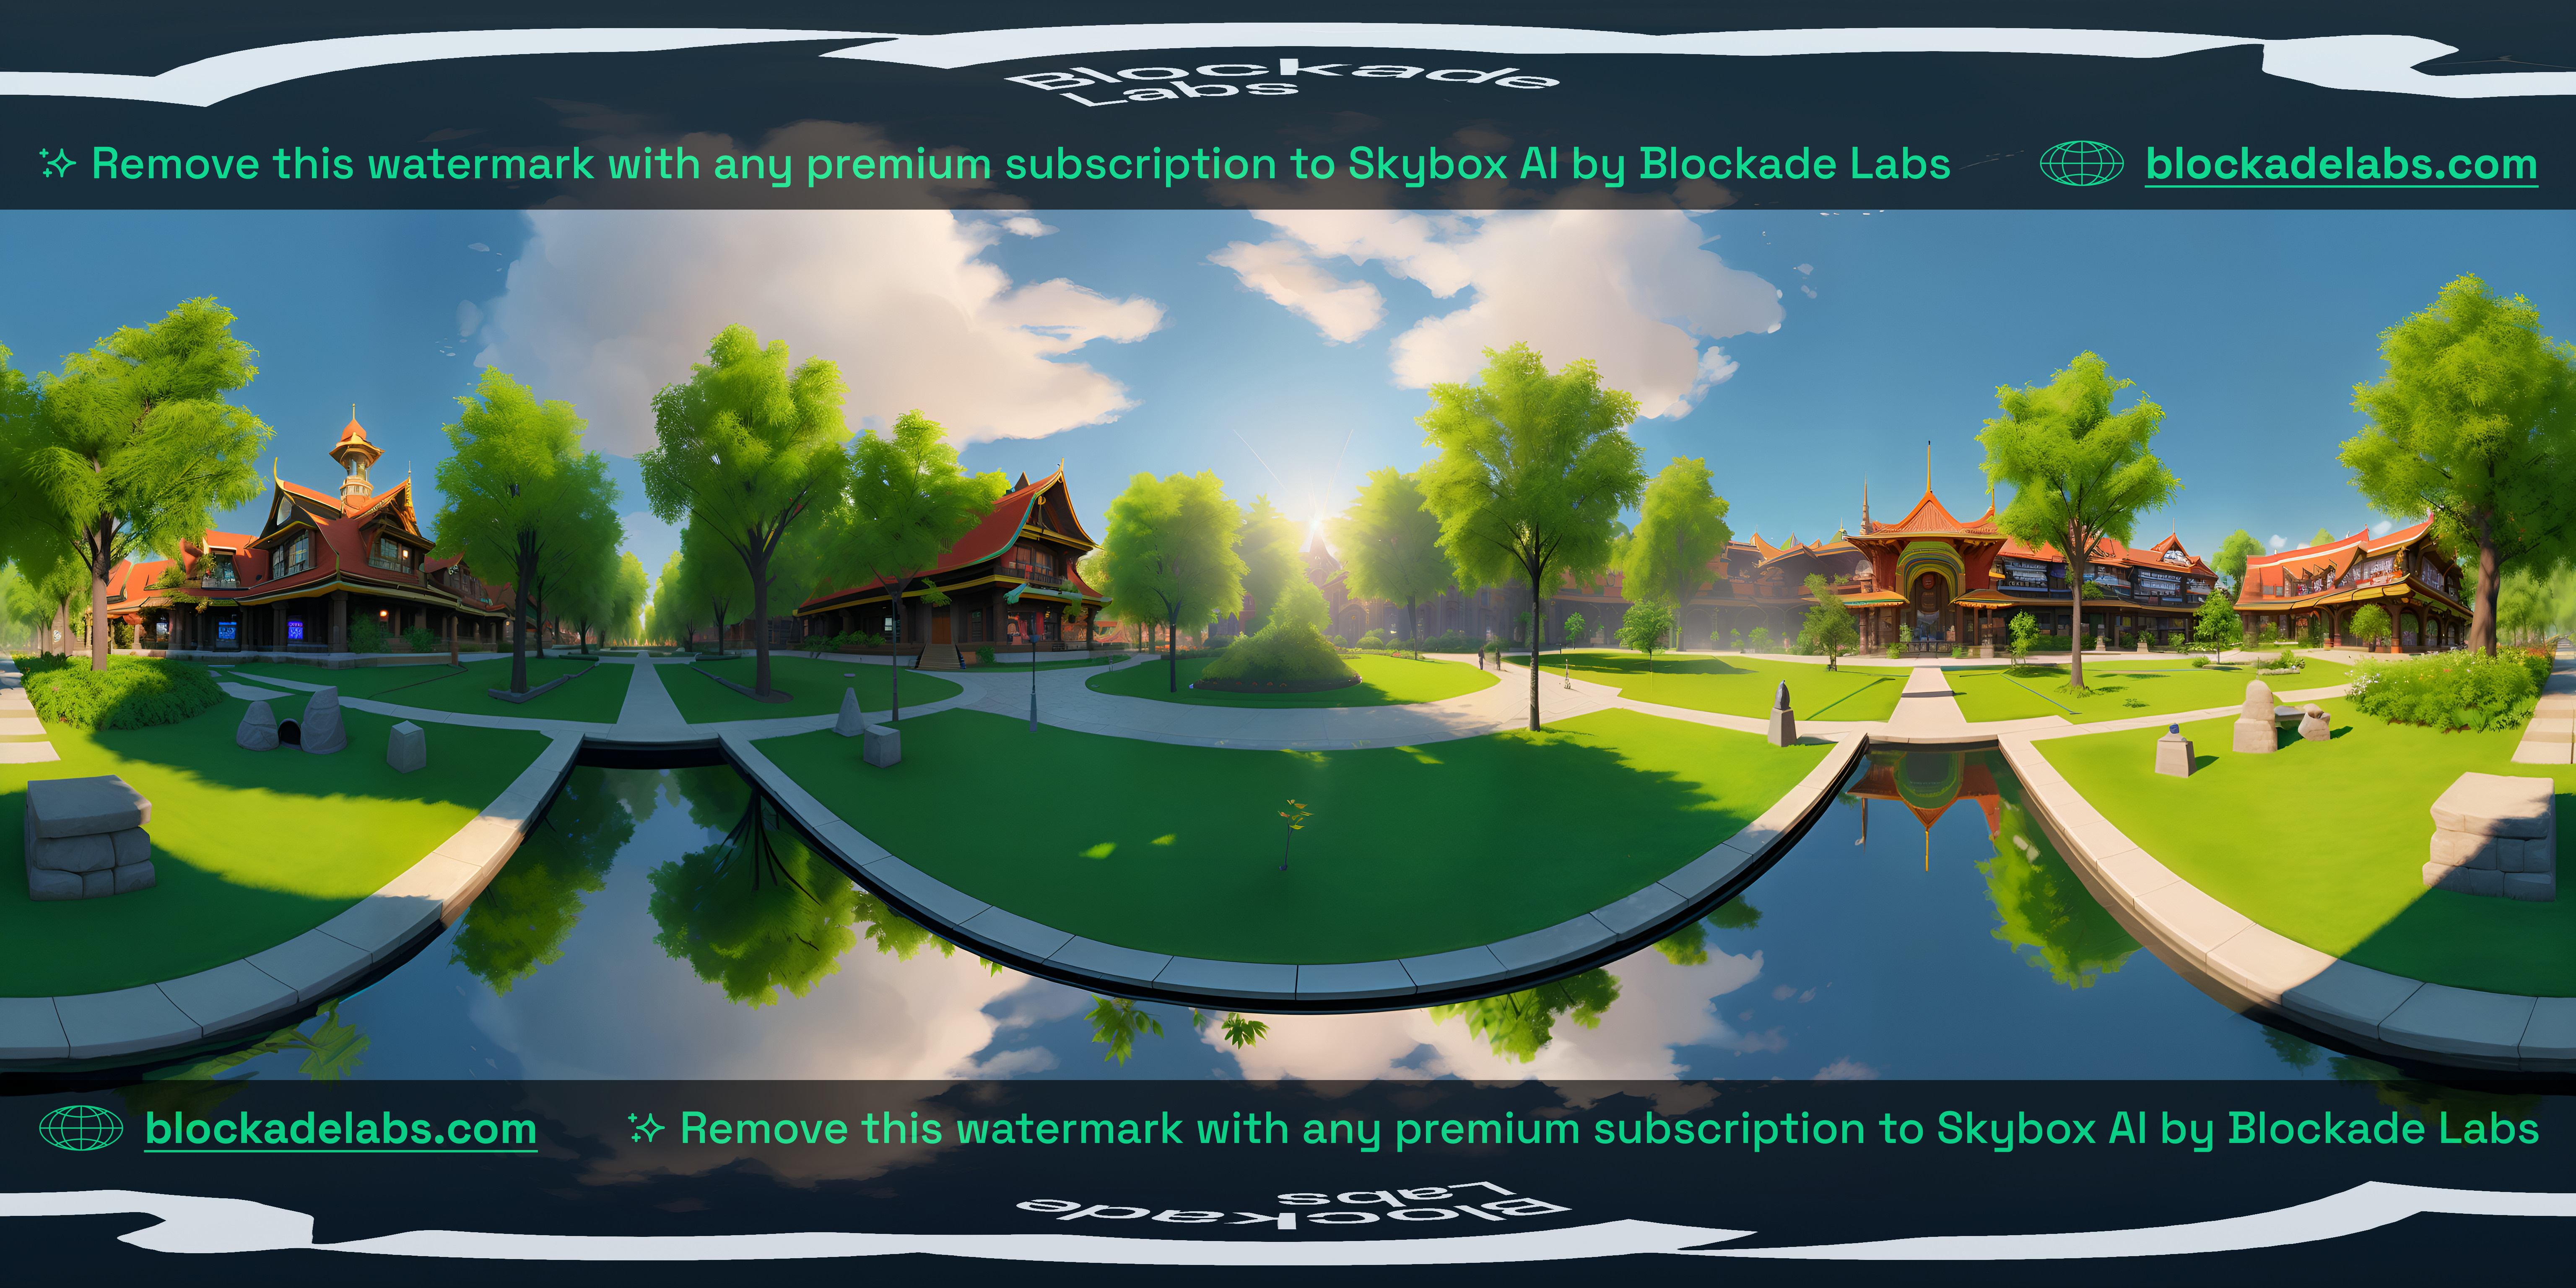 Blockade
Labs
Remove this watermark with any premium subscription to Skybox AI by Blockade Labs
blockadelabs.com
blockadelabs.com
Remove this watermark with any premium subscription to Skybox AI by Blockade Labs
Labs
Blockade